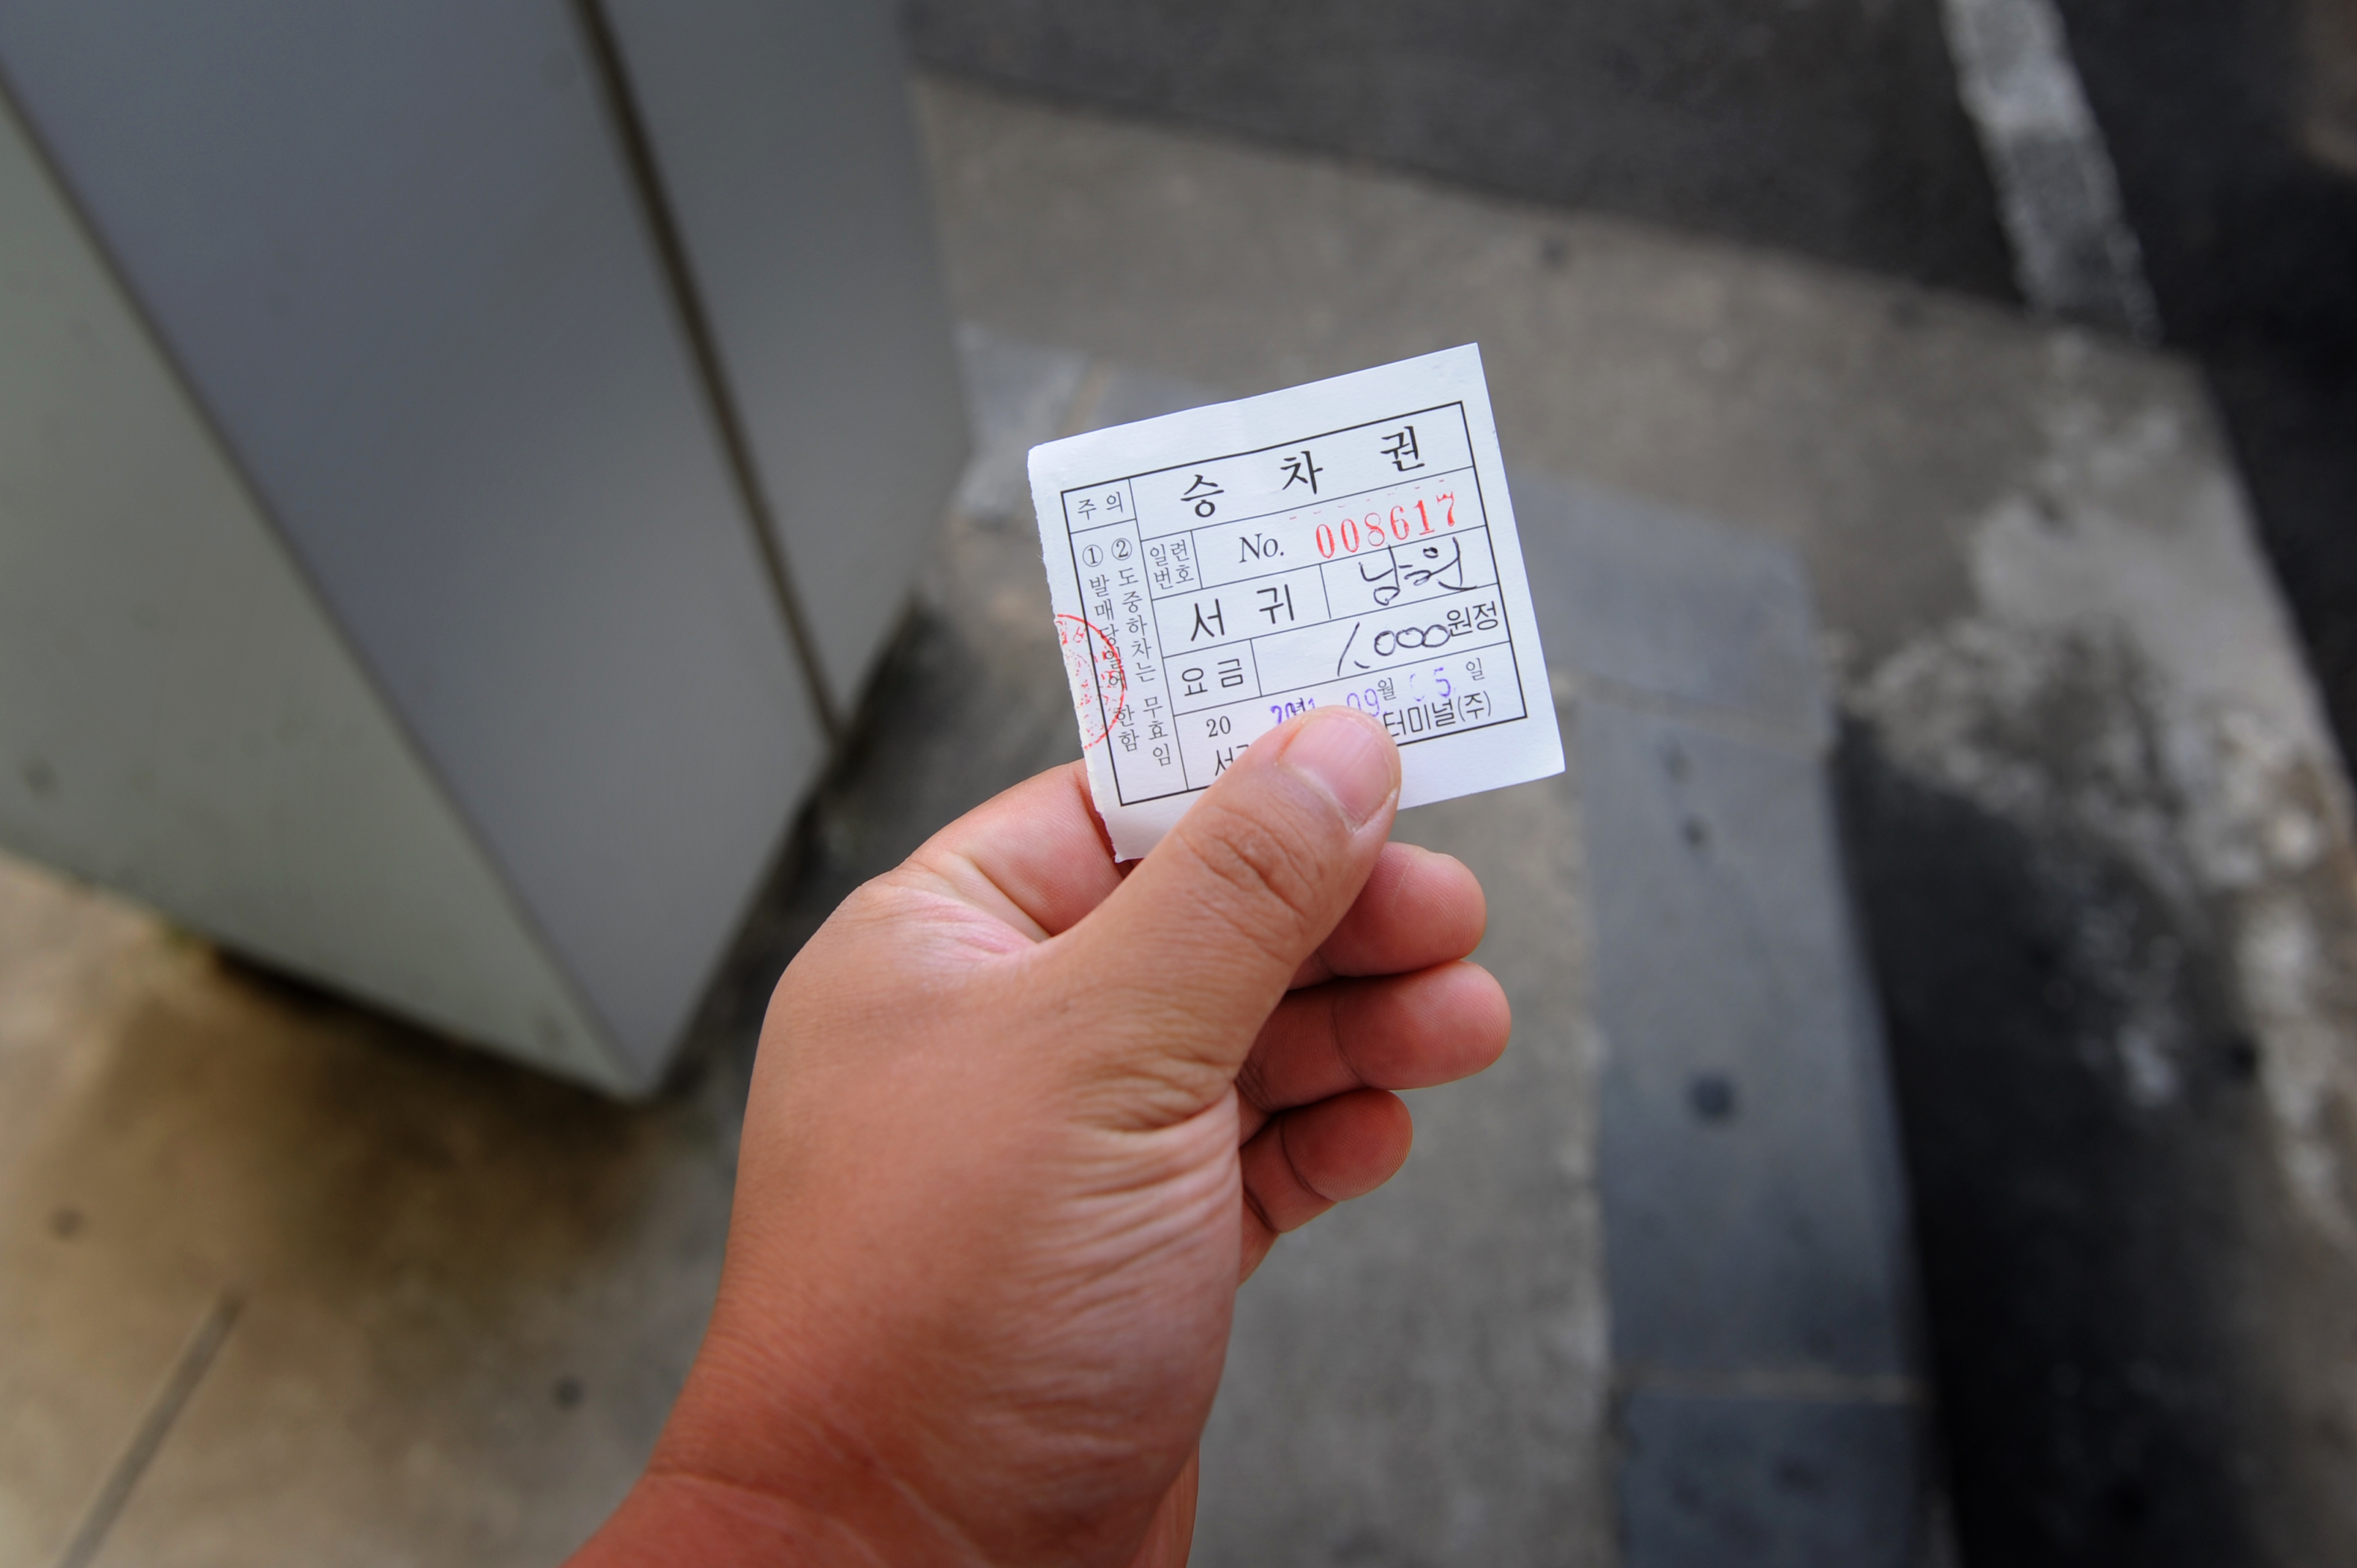 승 차 권
주의
① 발매당일에 한함
② 도중하차는 무효임
일련번호 No. 008617
서 귀 남원
요금 1,000원정
20 2011 09월 5 일
서 터미널(주)